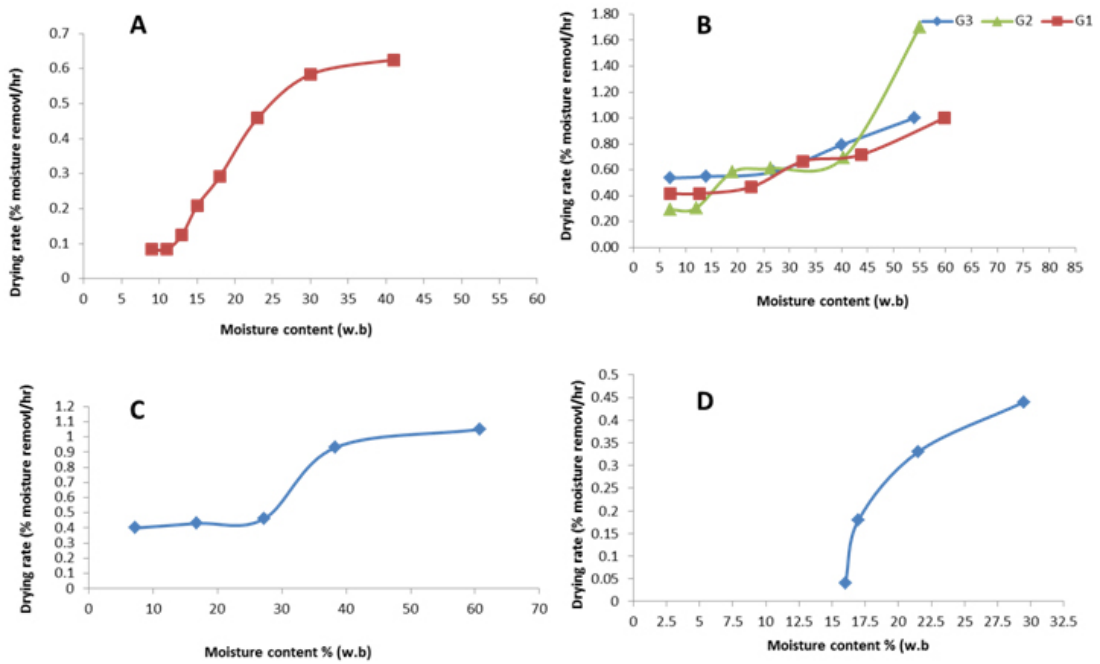 A
Drying rate (% moisture removl/hr)
0.7
0.6
0.5
0.4
0.3
0.2
0.1
0
0 5 10 15 20 25 30 35 40 45 50 55 60
Moisture content (w.b)
B
G3 G2 G1
Drying rate (% moisture removl/hr)
1.80
1.60
1.40
1.20
1.00
0.80
0.60
0.40
0.20
0.00
0 5 10 15 20 25 30 35 40 45 50 55 60 65 70 75 80 85
Moisture content (w.b)
C
Drying rate (% moisture removl/hr)
1.2
1.1
1
0.9
0.8
0.7
0.6
0.5
0.4
0.3
0.2
0.1
0
0 10 20 30 40 50 60 70
Moisture content % (w.b)
D
Drying rate (% moisture removl/hr)
0.5
0.45
0.4
0.35
0.3
0.25
0.2
0.15
0.1
0.05
0
0 2.5 5 7.5 10 12.5 15 17.5 20 22.5 25 27.5 30 32.5
Moisture content % (w.b